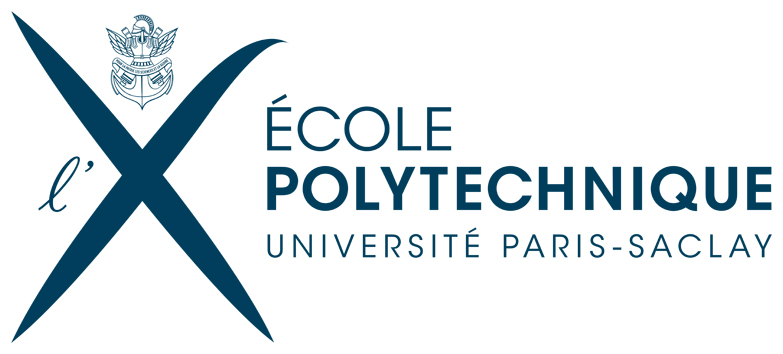 l'X
ÉCOLE
POLYTECHNIQUE
UNIVERSITÉ PARIS-SACLAY